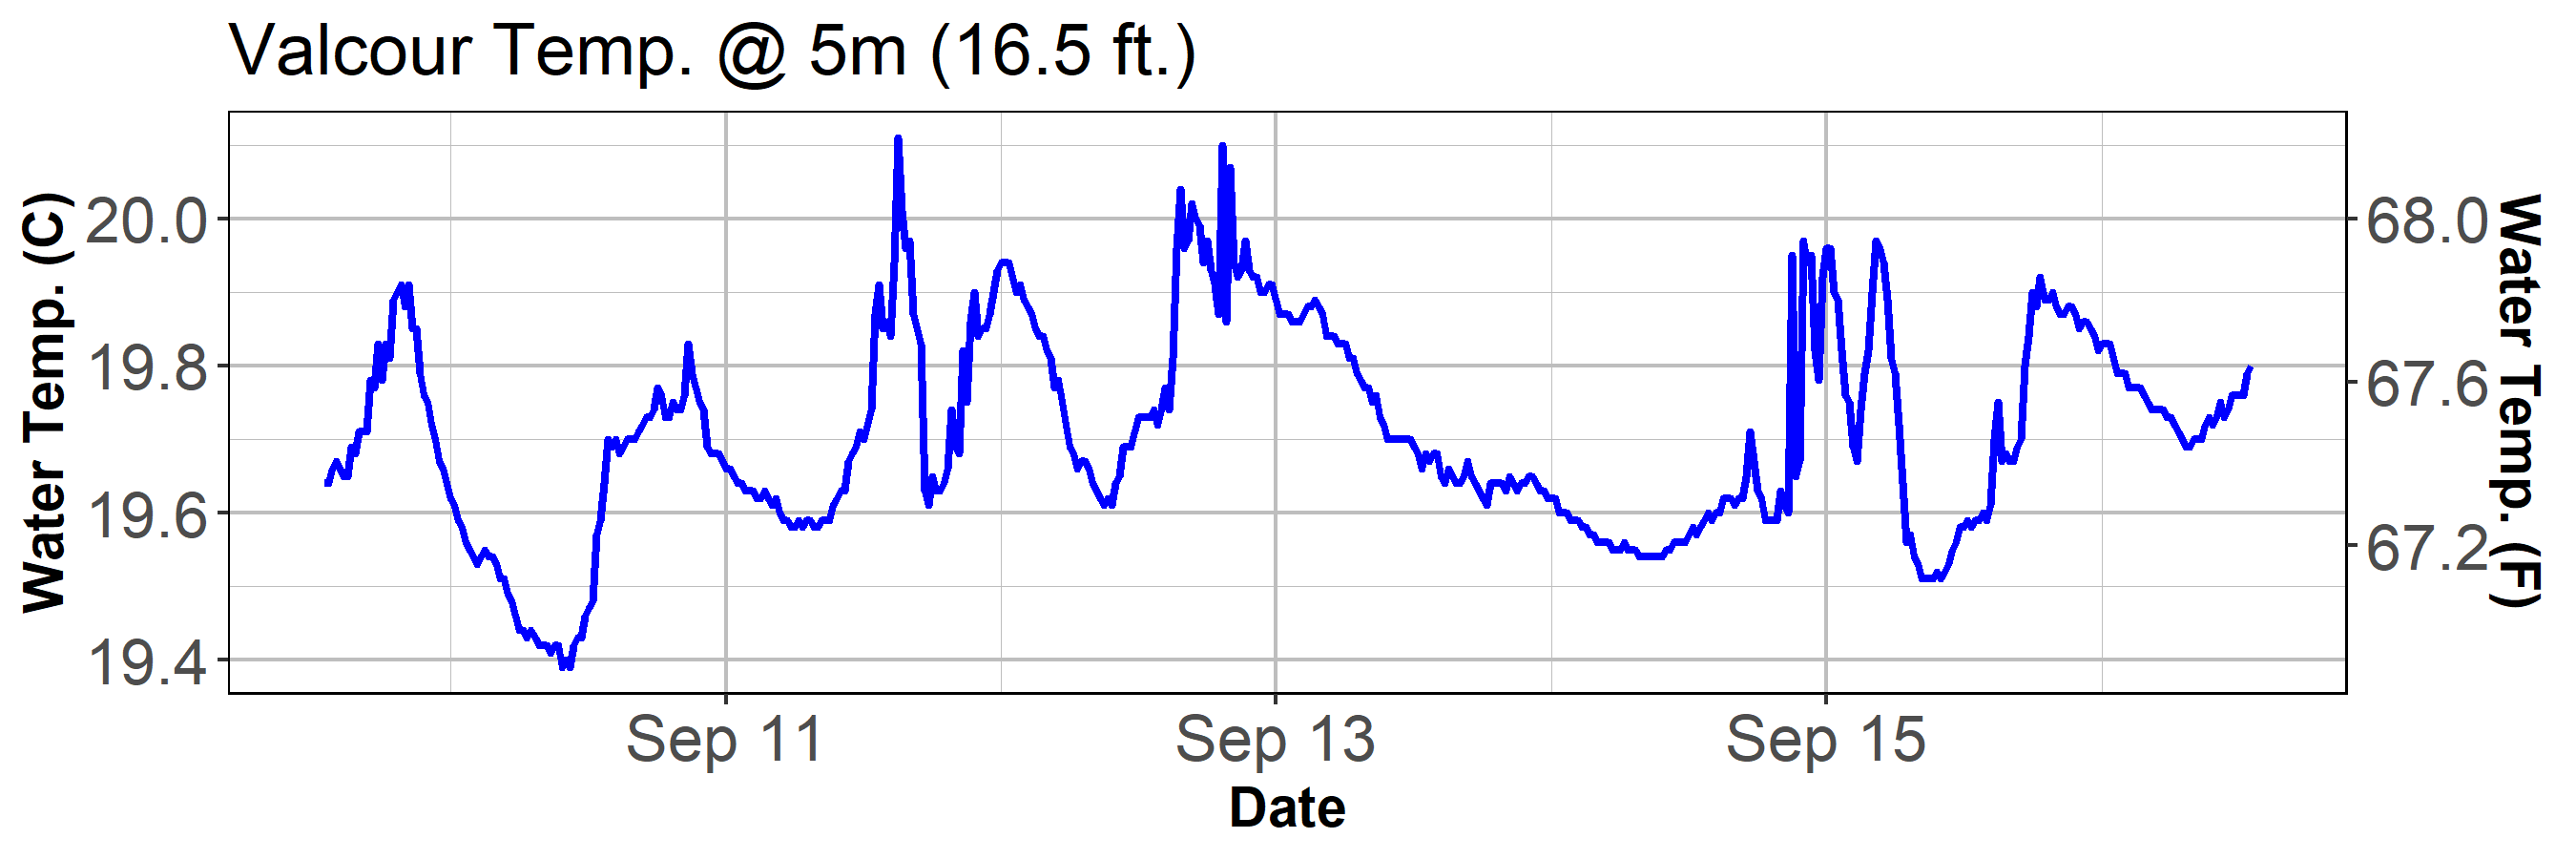 Valcour Temp. @ 5m (16.5 ft.)
Water Temp. (C)
20.0
19.8
19.6
19.4
68.0
67.6
67.2
Water Temp. (F)
Sep 11
Sep 13
Sep 15
Date